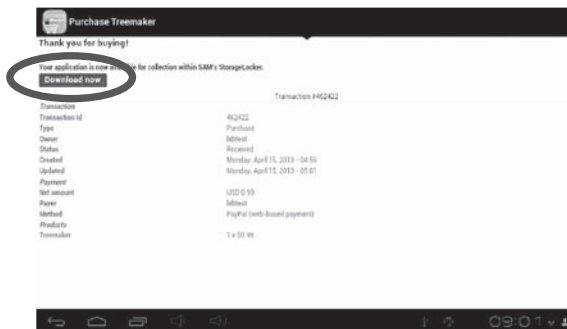 Purchase Treemaker
Thank you for buying!
Your application is now available for collection within SAM's StorageLocker.
Download now
Transaction #462422
Transaction
Transaction Id 462422
Type Purchase
Owner labtest
Status Received
Created Monday, April 15, 2013 - 04:56
Updated Monday, April 15, 2013 - 05:01
Payment
Net amount USD 0.99
Payer labtest
Method PayPal (web-based payment)
Products
Treemaker 1 x $0.99
09:01